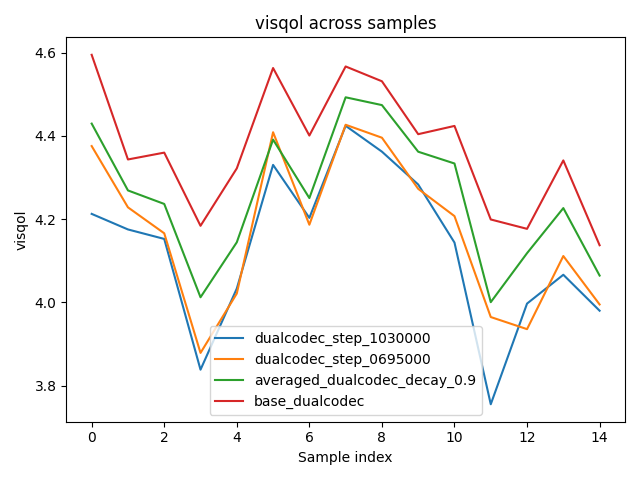 visqol across samples
visqol
4.6
4.4
4.2
4.0
3.8
dualcodec_step_1030000
dualcodec_step_0695000
averaged_dualcodec_decay_0.9
base_dualcodec
0 2 4 6 8 10 12 14
Sample index